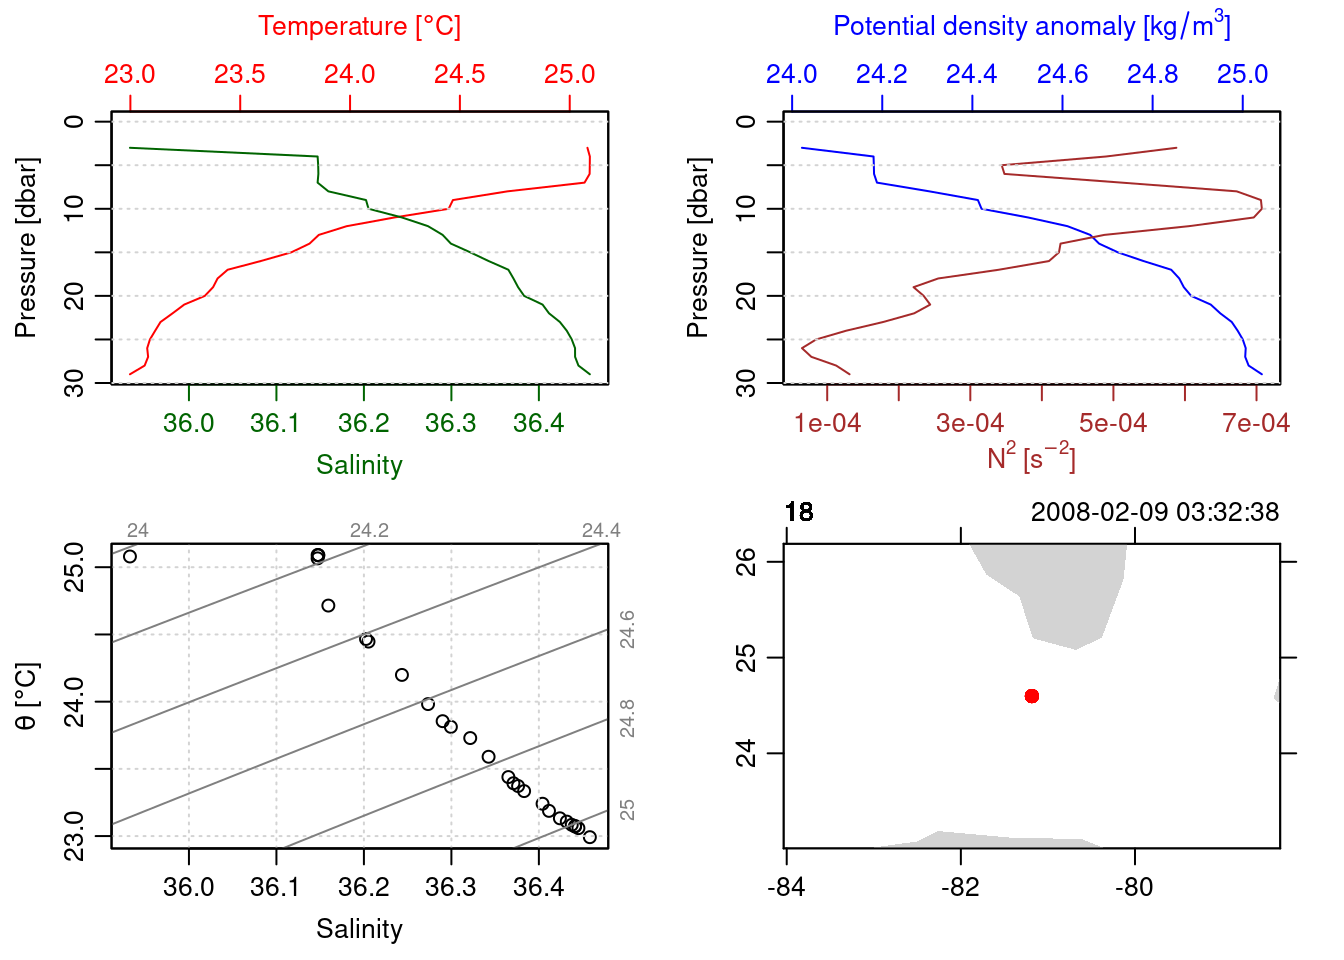 Temperature [°C]
23.0 23.5 24.0 24.5 25.0
Pressure [dbar]
0
10
20
30
36.0 36.1 36.2 36.3 36.4
Salinity
Potential density anomaly [kg/m³]
24.0 24.2 24.4 24.6 24.8 25.0
Pressure [dbar]
0
10
20
30
1e-04 3e-04 5e-04 7e-04
N² [s⁻²]
24 24.2 24.4
θ [°C]
25.0
24.0
23.0
24.6
24.8
25
36.0 36.1 36.2 36.3 36.4
Salinity
18 2008-02-09 03:32:38
26
25
24
-84 -82 -80